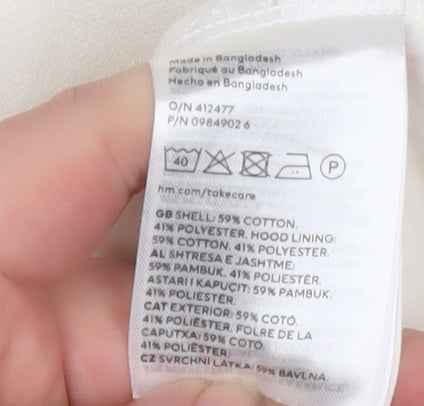 Made in Bangladesh
Fabriqué au Bangladesh
Hecho en Bangladesh
O/N 412477
P/N 0984902 6
40
P
hm.com/takecare
GB SHELL: 59% COTTON,
41% POLYESTER. HOOD LINING:
59% COTTON, 41% POLYESTER.
AL SHTRESA E JASHTME:
59% PAMBUK, 41% POLIESTËR.
ASTARI I KAPUÇIT: 59% PAMBUK,
41% POLIESTER.
CAT EXTERIOR: 59% COTÓ,
41% POLIÈSTER. FOLRE DE LA
CAPUTXA: 59% COTÓ,
41% POLIÈSTER.
CZ SVRCHNÍ LÁTKA: 59% BAVLNA,